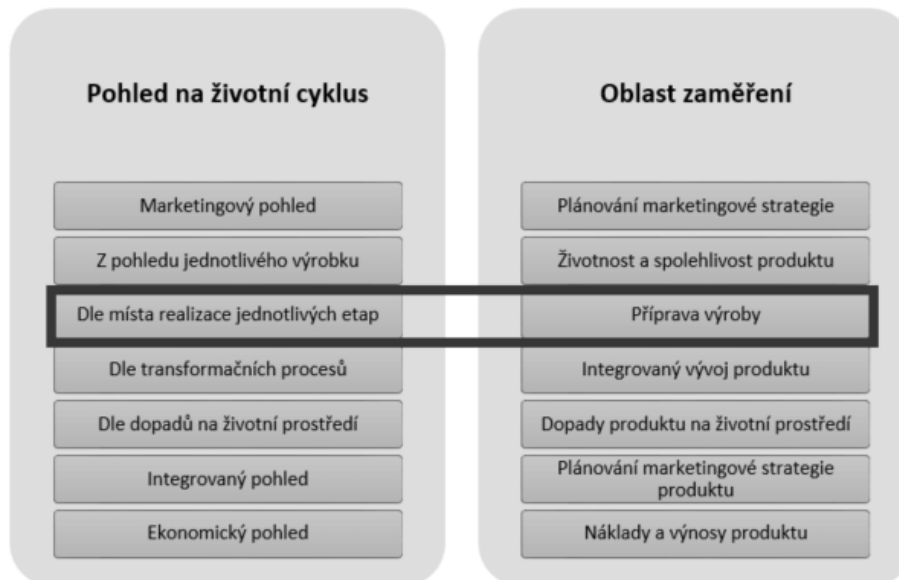 Pohled na životní cyklus
Oblast zaměření
Marketingový pohled
Plánování marketingové strategie
Z pohledu jednotlivého výrobku
Životnost a spolehlivost produktu
Dle místa realizace jednotlivých etap
Příprava výroby
Dle transformačních procesů
Integrovaný vývoj produktu
Dle dopadů na životní prostředí
Dopady produktu na životní prostředí
Integrovaný pohled
Plánování marketingové strategie
produktu
Ekonomický pohled
Náklady a výnosy produktu